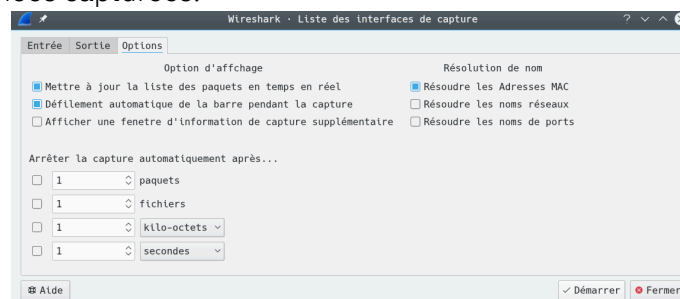 Wireshark · Liste des interfaces de capture
Entrée Sortie Options
Option d'affchage
Résolution de nom
Mettre à jour la liste des paquets en temps en réel
Résoudre les Adresses MAC
Défilement automatique de la barre pendant la capture
Résoudre les noms réseaux
Afficher une fenetre d'information de capture supplémentaire
Résoudre les noms de ports
Arrêter la capture automatiquement après...
1 paquets
1 fichiers
1 kilo-octets
1 secondes
Aide
Démarrer
Fermer